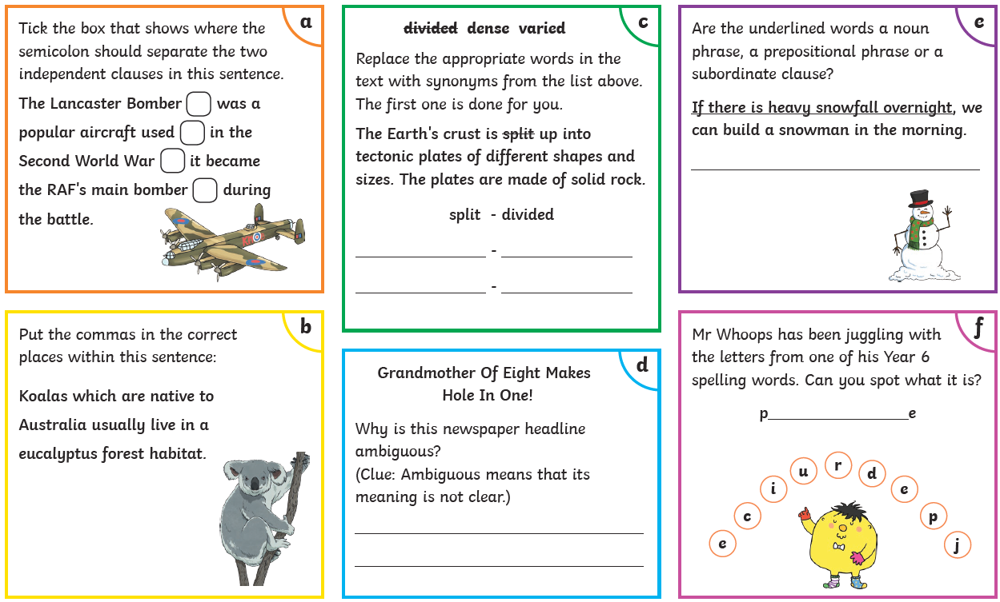 a
Tick the box that shows where the
semicolon should separate the two
independent clauses in this sentence.
The Lancaster Bomber was a
popular aircraft used in the
Second World War it became
the RAF's main bomber during
the battle.
b
Put the commas in the correct
places within this sentence:
Koalas which are native to
Australia usually live in a
eucalyptus forest habitat.
c
divided dense varied
Replace the appropriate words in the
text with synonyms from the list above.
The first one is done for you.
The Earth's crust is split up into
tectonic plates of different shapes and
sizes. The plates are made of solid rock.
split - divided
-
-
d
Grandmother Of Eight Makes
Hole In One!
Why is this newspaper headline
ambiguous?
(Clue: Ambiguous means that its
meaning is not clear.)
e
Are the underlined words a noun
phrase, a prepositional phrase or a
subordinate clause?
If there is heavy snowfall overnight, we
can build a snowman in the morning.
f
Mr Whoops has been juggling with
the letters from one of his Year 6
spelling words. Can you spot what it is?
p________________e
e c i u r d e p j